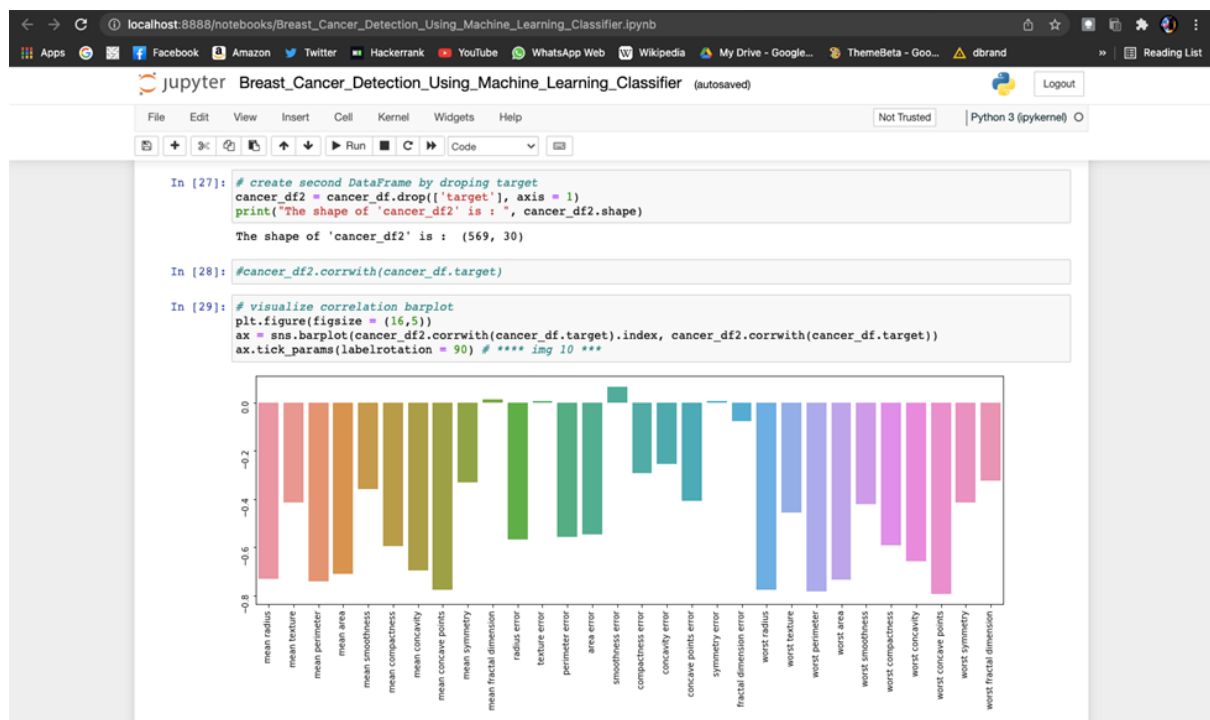 localhost:8888/notebooks/Breast_Cancer_Detection_Using_Machine_Learning_Classifier.ipynb
Apps Facebook Amazon Twitter Hackerrank YouTube WhatsApp Web Wikipedia My Drive - Google... ThemeBeta - Goo... dbrand » Reading List
jupyter Breast_Cancer_Detection_Using_Machine_Learning_Classifier (autosaved) Logout
File Edit View Insert Cell Kernel Widgets Help Not Trusted Python 3 (ipykernel)
Run Code
In [27]: # create second DataFrame by droping target
cancer_df2 = cancer_df.drop(['target'], axis = 1)
print("The shape of 'cancer_df2' is : ", cancer_df2.shape)
The shape of 'cancer_df2' is :  (569, 30)
In [28]: #cancer_df2.corrwith(cancer_df.target)
In [29]: # visualize correlation barplot
plt.figure(figsize = (16,5))
ax = sns.barplot(cancer_df2.corrwith(cancer_df.target).index, cancer_df2.corrwith(cancer_df.target))
ax.tick_params(labelrotation = 90) # **** img 10 ***
0.0
-0.2
-0.4
-0.6
-0.8
mean radius
mean texture
mean perimeter
mean area
mean smoothness
mean compactness
mean concavity
mean concave points
mean symmetry
mean fractal dimension
radius error
texture error
perimeter error
area error
smoothness error
compactness error
concavity error
concave points error
symmetry error
fractal dimension error
worst radius
worst texture
worst perimeter
worst area
worst smoothness
worst compactness
worst concavity
worst concave points
worst symmetry
worst fractal dimension